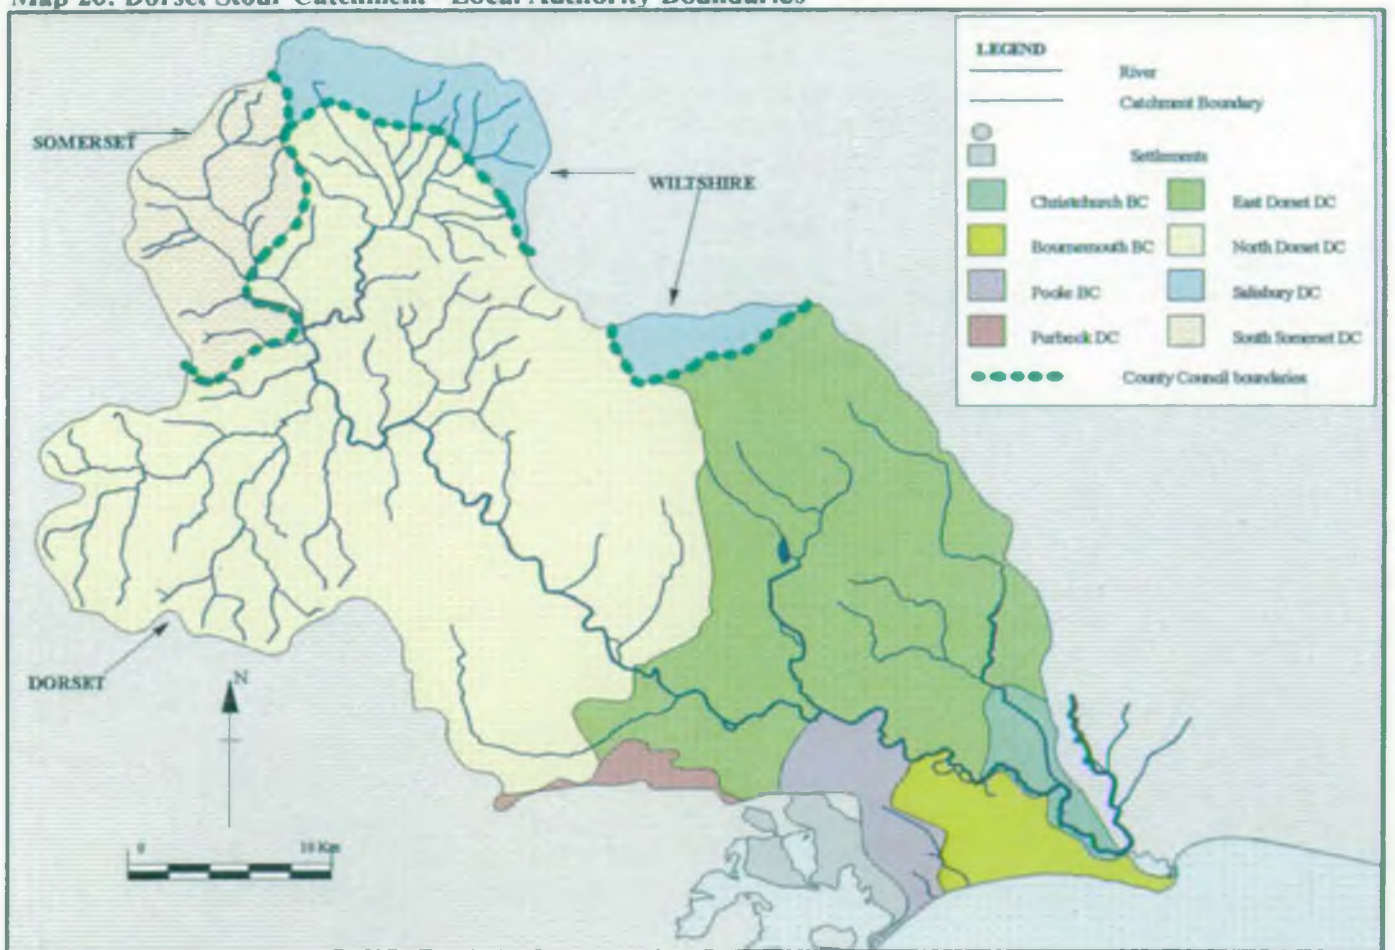 Map 20: Dorset Stour Catchment - Local Authority Boundaries
LEGEND
River
Catchment Boundary
Settlements
Christchurch BC
East Dorset DC
Bournemouth BC
North Dorset DC
Poole BC
Salisbury DC
Purbeck DC
South Somerset DC
County Council boundaries
SOMERSET
WILTSHIRE
DORSET
N
0
10 Km